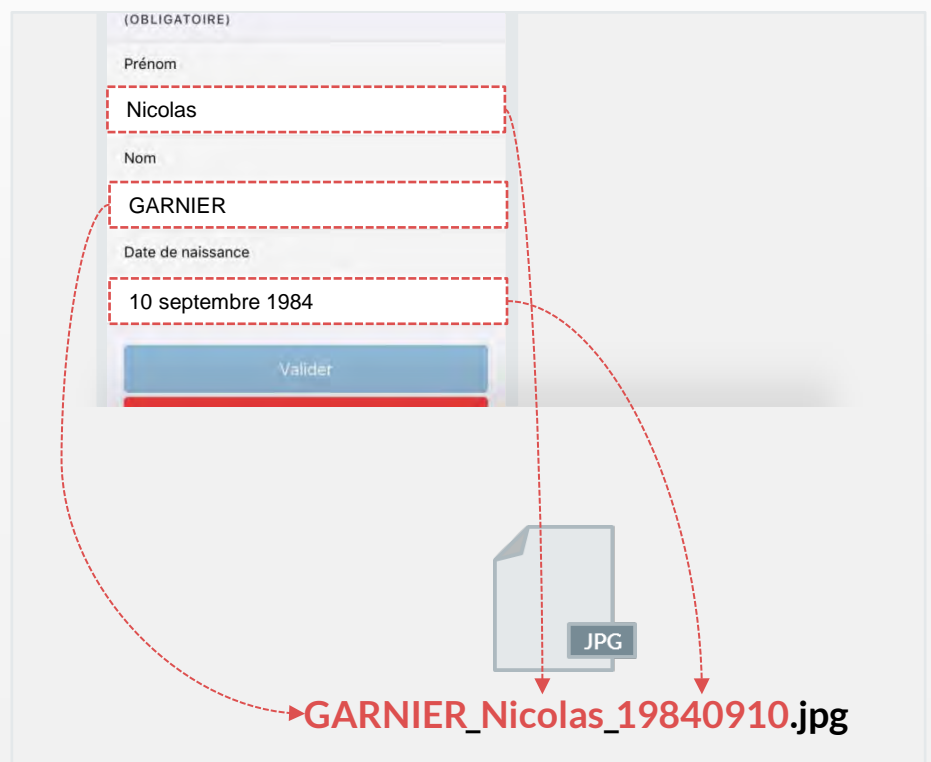 (OBLIGATOIRE)
Prénom
Nicolas
Nom
GARNIER
Date de naissance
10 septembre 1984
Valider
JPG
GARNIER_Nicolas_19840910.jpg